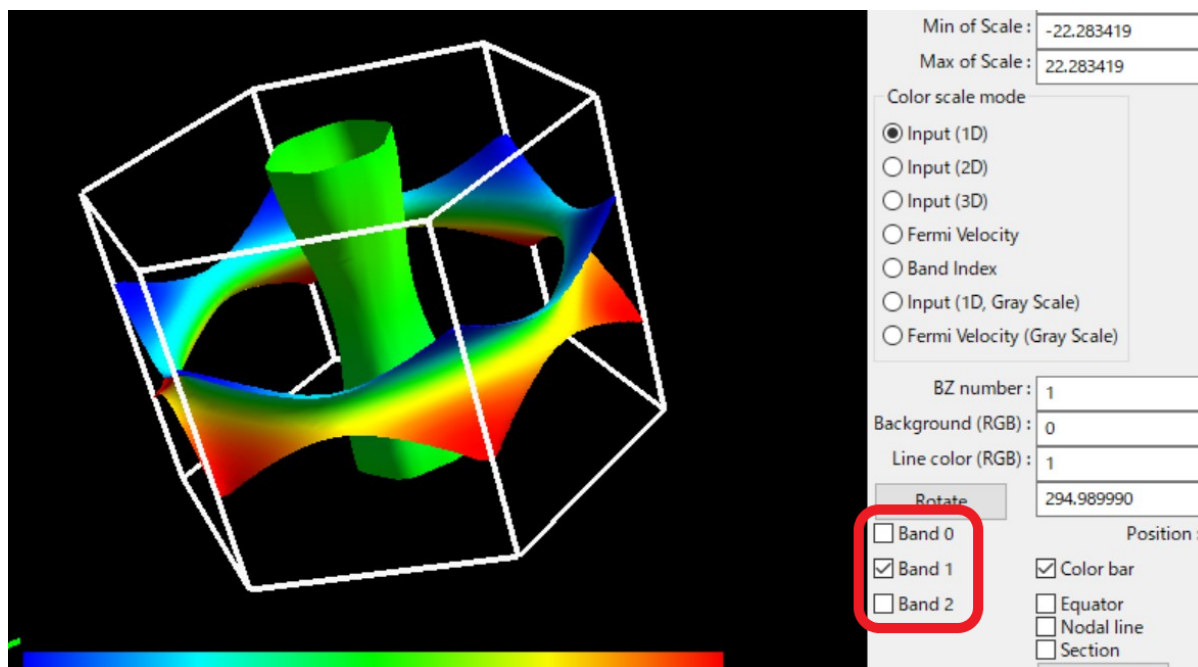 Min of Scale : -22.283419
Max of Scale : 22.283419
Color scale mode
Input (1D)
Input (2D)
Input (3D)
Fermi Velocity
Band Index
Input (1D, Gray Scale)
Fermi Velocity (Gray Scale)
BZ number : 1
Background (RGB) : 0
Line color (RGB) : 1
Rotate 294.989990
Band 0 Position :
Band 1 Color bar
Band 2 Equator
Nodal line
Section